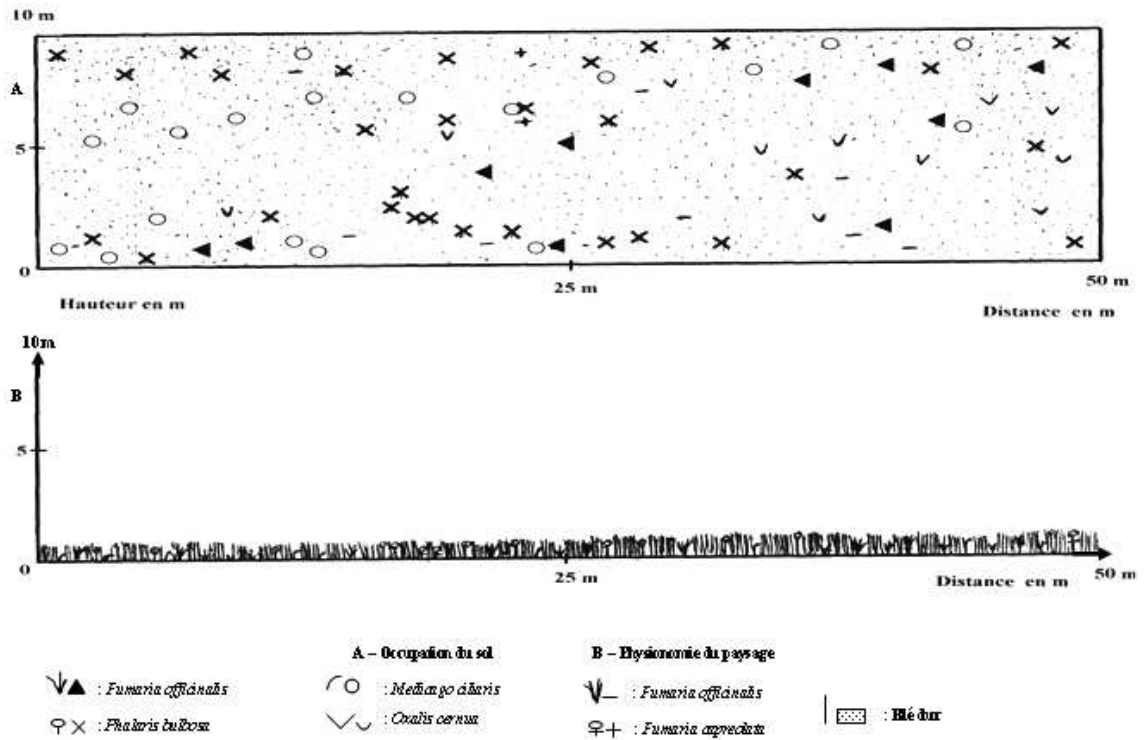 10 m
A
5
0
25 m
50 m
Hauteur en m
Distance en m
10m
B
5
0
25 m
Distance en m
50 m
A – Occupation du sol
B – Physionomie du paysage
: Fumaria officinalis
: Medicago ciliaris
: Fumaria officinalis
: Blé dur
: Phalaris bulbosa
: Oxalis cernua
: Fumaria